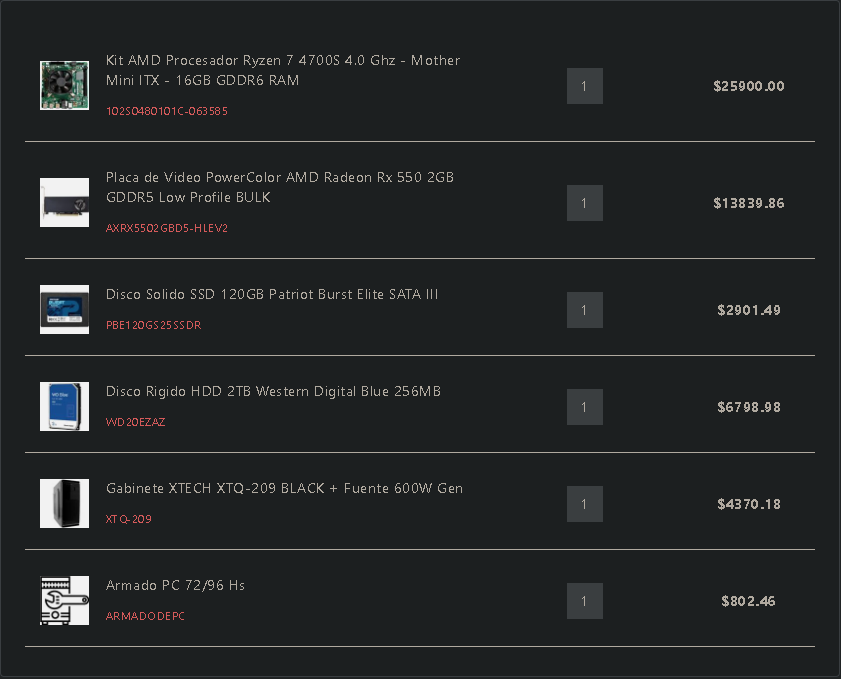 Kit AMD Procesador Ryzen 7 4700S 4.0 Ghz - Mother
Mini ITX - 16GB GDDR6 RAM
102S0480101C-063585
1
$25900.00
Placa de Video PowerColor AMD Radeon Rx 550 2GB
GDDR5 Low Profile BULK
AXRX5502GBD5-HLEV2
1
$13839.86
Disco Solido SSD 120GB Patriot Burst Elite SATA III
PBE120GS25SSDR
1
$2901.49
Disco Rigido HDD 2TB Western Digital Blue 256MB
WD20EZAZ
1
$6798.98
Gabinete XTECH XTQ-209 BLACK + Fuente 600W Gen
XTQ-209
1
$4370.18
Armado PC 72/96 Hs
ARMADODEPC
1
$802.46